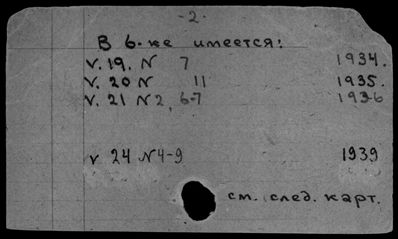 -2-
В б-ке имеется:
V. 19. N 7 1934.
V. 20 N 11 1935.
V. 21 N 2, 6-7 1936
V 24 N4-9 1939
см. след. карт.